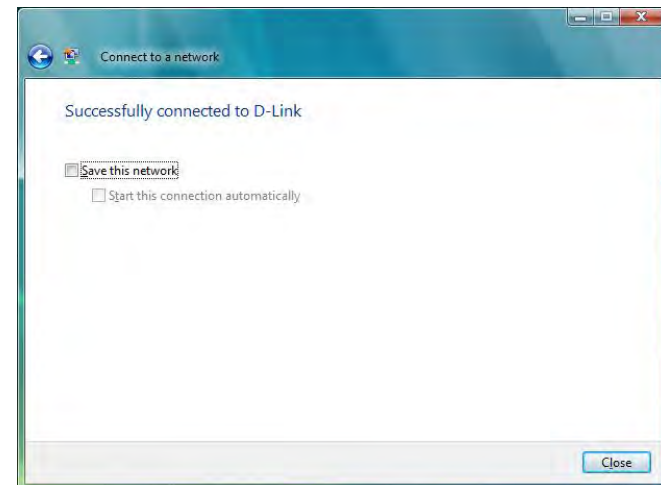 Connect to a network
Successfully connected to D-Link
Save this network
Start this connection automatically
Close